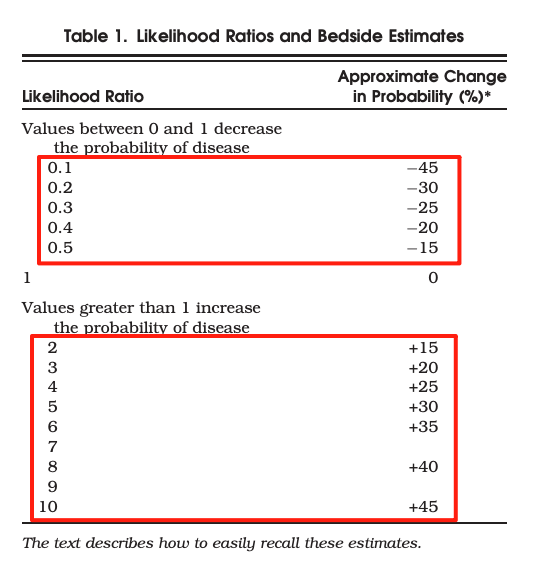 Table 1. Likelihood Ratios and Bedside Estimates
Approximate Change
Likelihood Ratio in Probability (%)*
Values between 0 and 1 decrease
the probability of disease
0.1 −45
0.2 −30
0.3 −25
0.4 −20
0.5 −15
1 0
Values greater than 1 increase
the probability of disease
2 +15
3 +20
4 +25
5 +30
6 +35
7
8 +40
9
10 +45
The text describes how to easily recall these estimates.